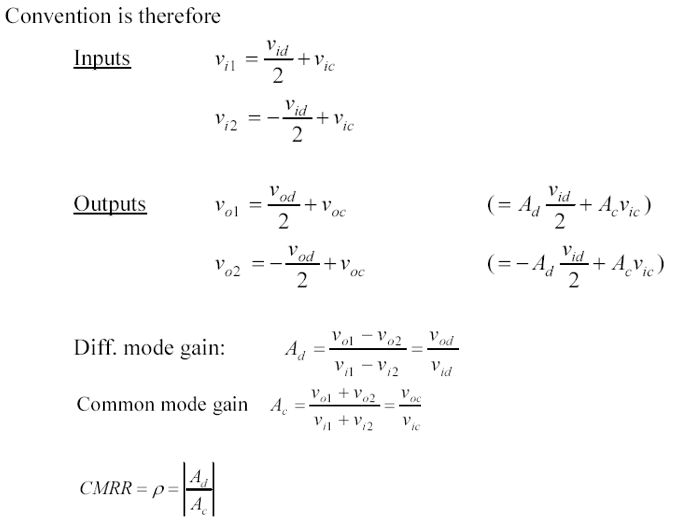 Convention is therefore
Inputs v_{i1} = \frac{v_{id}}{2} + v_{ic}
v_{i2} = -\frac{v_{id}}{2} + v_{ic}
Outputs v_{o1} = \frac{v_{od}}{2} + v_{oc} (= A_d \frac{v_{id}}{2} + A_c v_{ic})
v_{o2} = -\frac{v_{od}}{2} + v_{oc} (= -A_d \frac{v_{id}}{2} + A_c v_{ic})
Diff. mode gain: A_d = \frac{v_{o1} - v_{o2}}{v_{i1} - v_{i2}} = \frac{v_{od}}{v_{id}}
Common mode gain A_c = \frac{v_{o1} + v_{o2}}{v_{i1} + v_{i2}} = \frac{v_{oc}}{v_{ic}}
CMRR = ρ = \left|\frac{A_d}{A_c}\right|